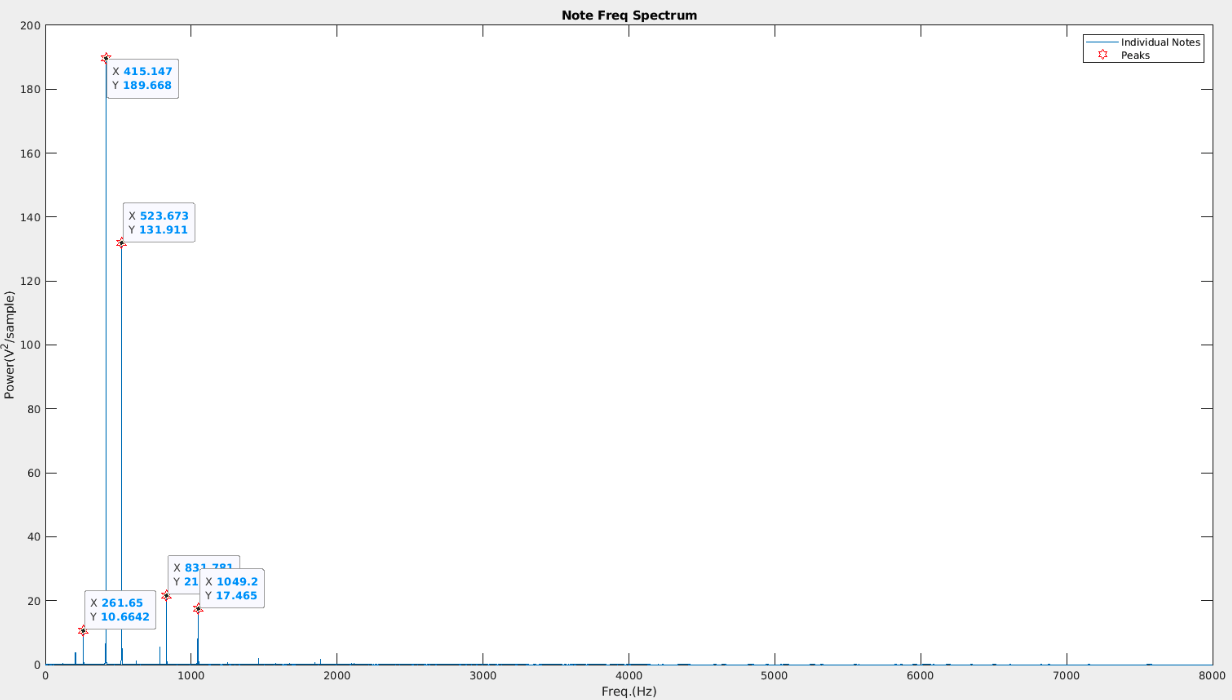 Note Freq Spectrum
Individual Notes
Peaks
Power(V2/sample)
200
180
160
140
120
100
80
60
40
20
0
X 415.147
Y 189.668
X 523.673
Y 131.911
X 831.781
Y 21
X 1049.2
Y 17.465
X 261.65
Y 10.6642
0
1000
2000
3000
4000
5000
6000
7000
8000
Freq.(Hz)